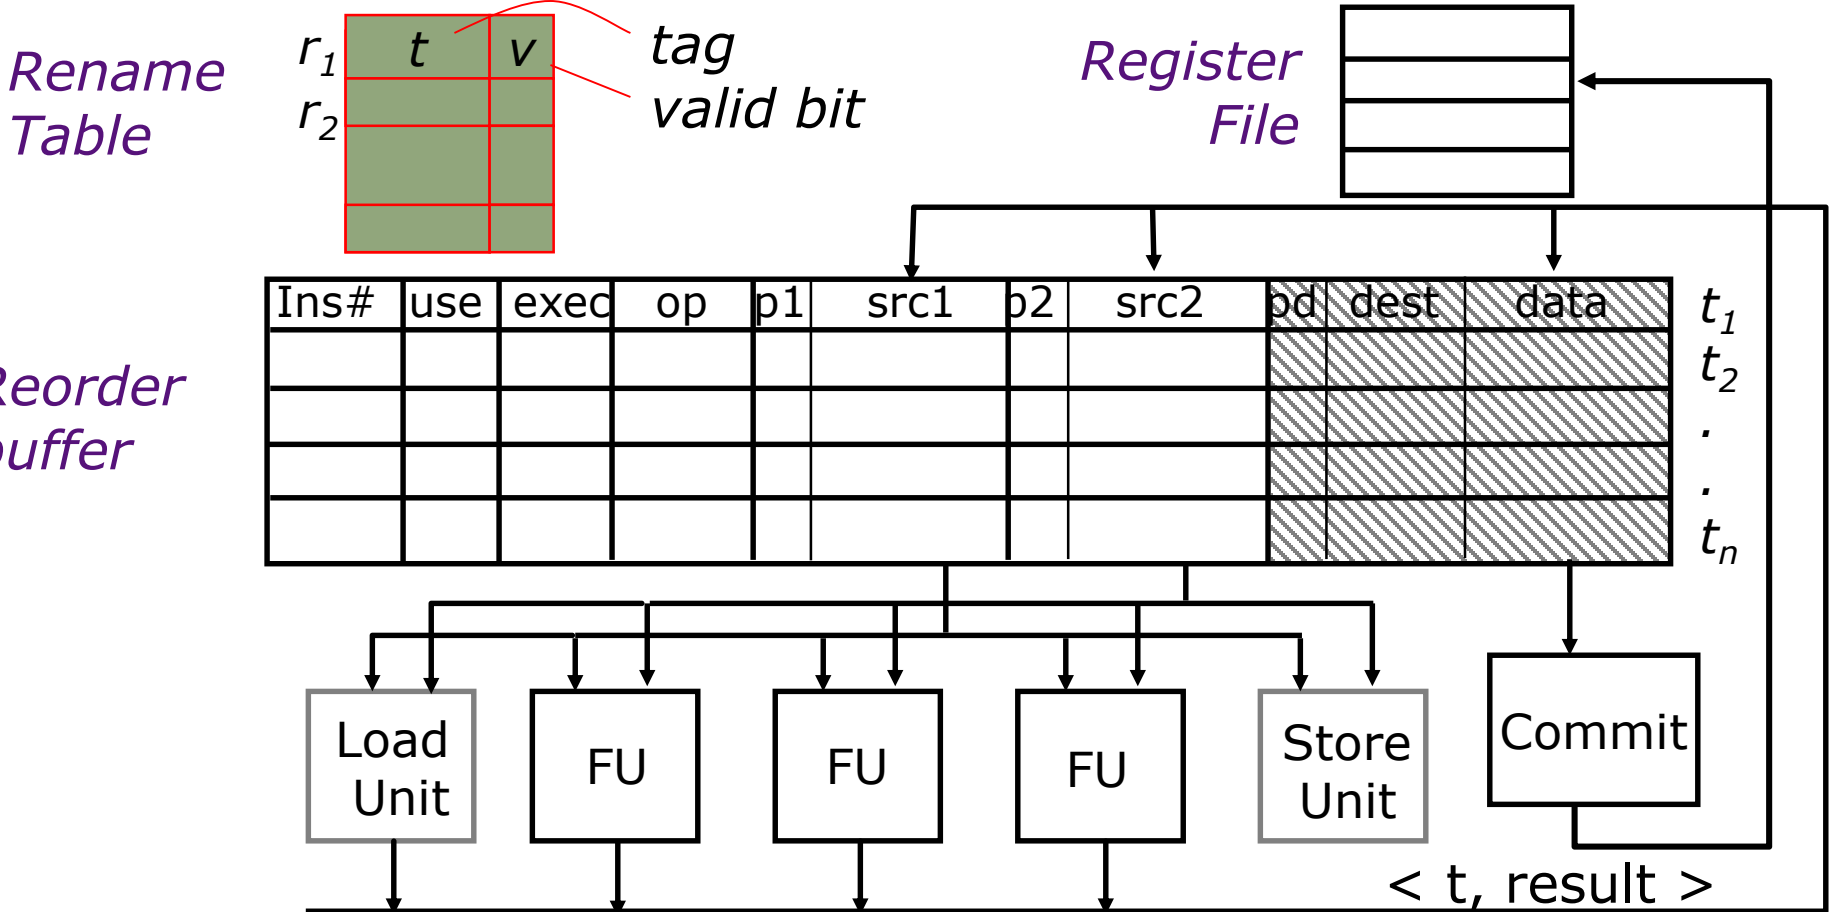 Rename
Table
r1 t v
r2
tag
valid bit
Register
File
Ins# use exec op p1 src1 p2 src2 pd dest data
t1
t2
.
.
tn
Reorder
buffer
Load
Unit
FU
FU
FU
Store
Unit
Commit
< t, result >